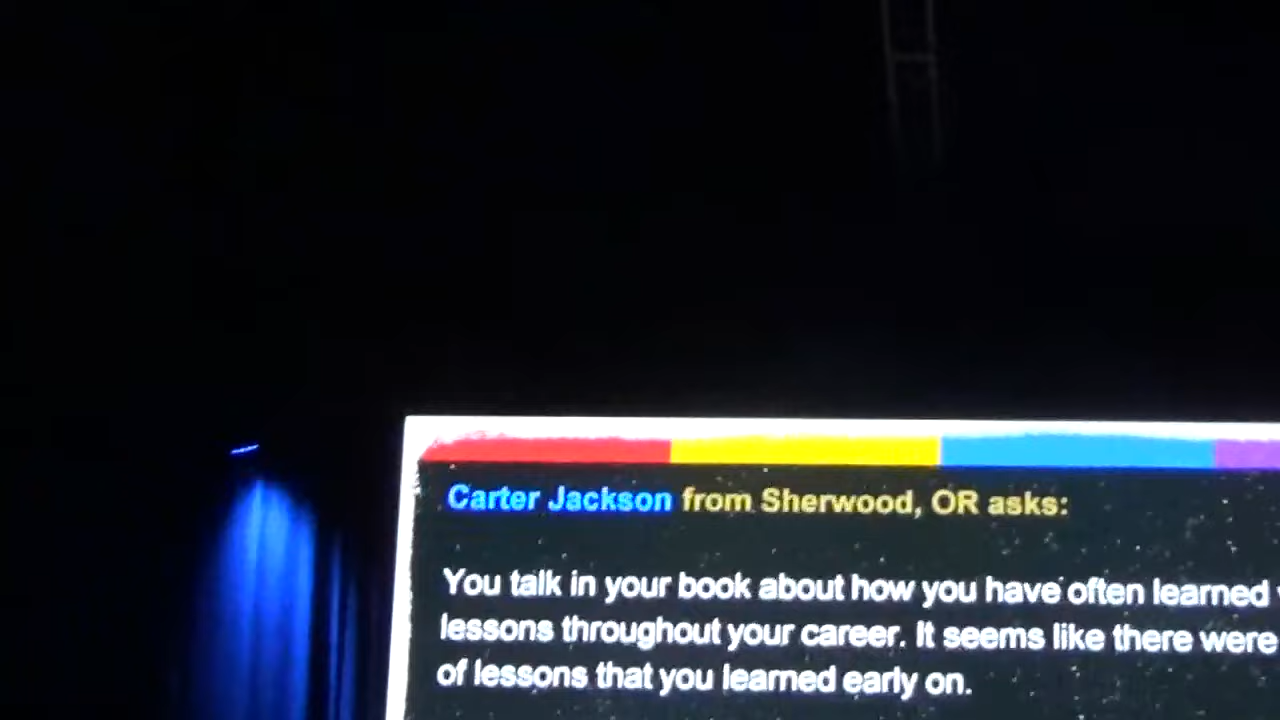 Carter Jackson from Sherwood, OR asks:
You talk in your book about how you have often learned
lessons throughout your career. It seems like there were
of lessons that you learned early on.